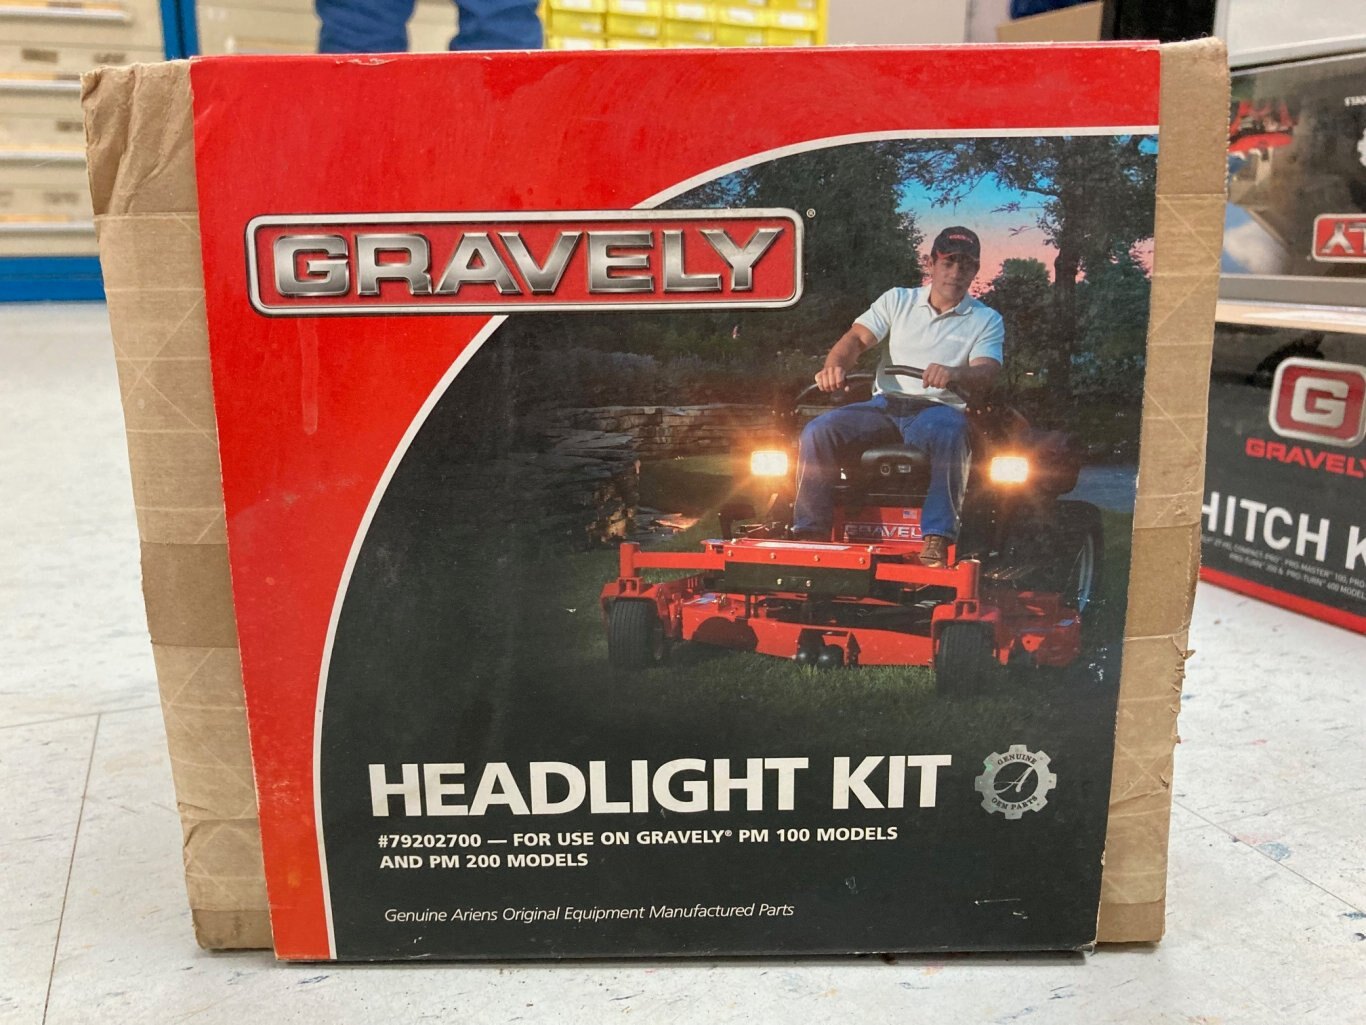 GRAVELY®
GRAVELY
HEADLIGHT KIT
GENUINE
A
OEM PARTS
#79202700 — FOR USE ON GRAVELY® PM 100 MODELS
AND PM 200 MODELS
Genuine Ariens Original Equipment Manufactured Parts
G
GRAVELY
HITCH K